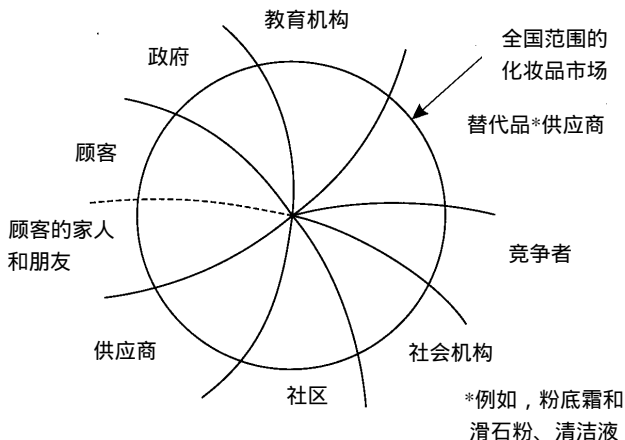 教育机构
全国范围的
化妆品市场
政府
替代品*供应商
顾客
顾客的家人
和朋友
竞争者
供应商
社会机构
社区
*例如，粉底霜和
滑石粉、清洁液